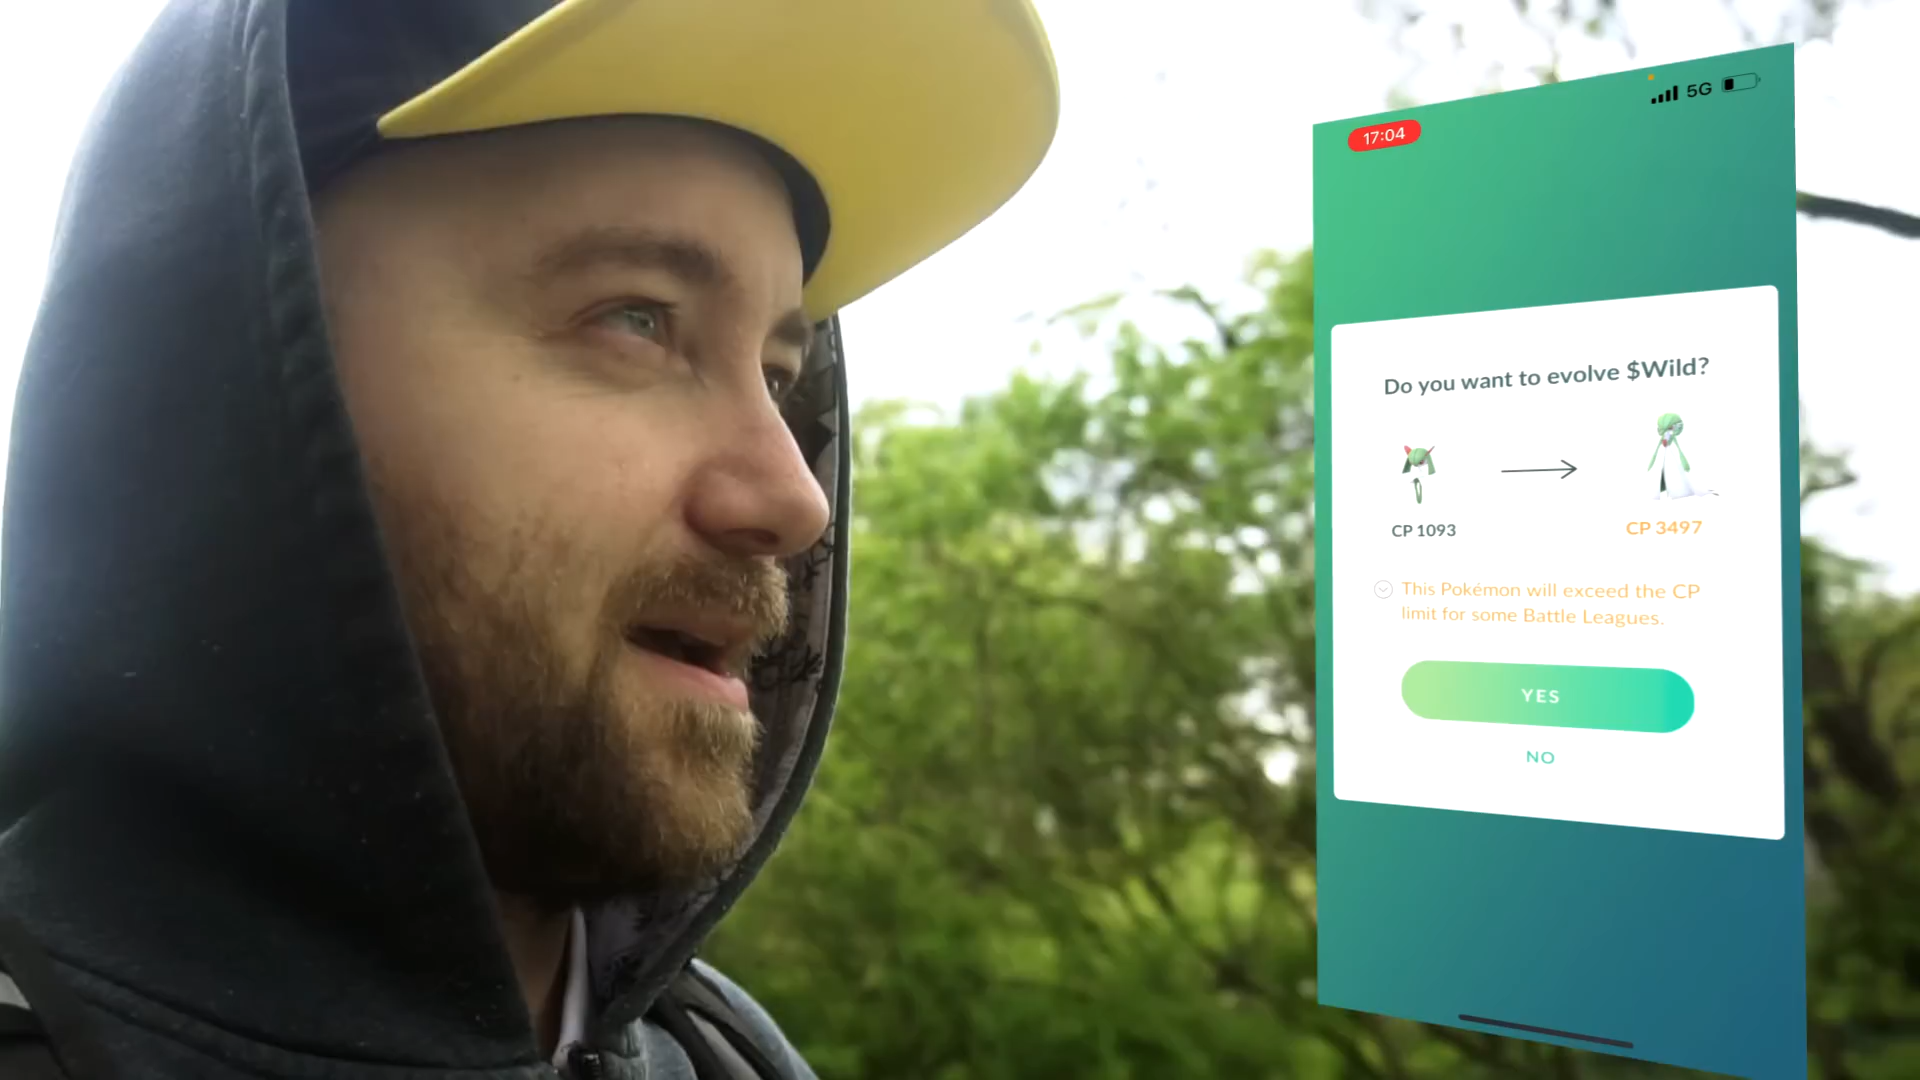 17:04
5G
Do you want to evolve $Wild?
CP 1093
CP 3497
This Pokémon will exceed the CP
limit for some Battle Leagues.
YES
NO